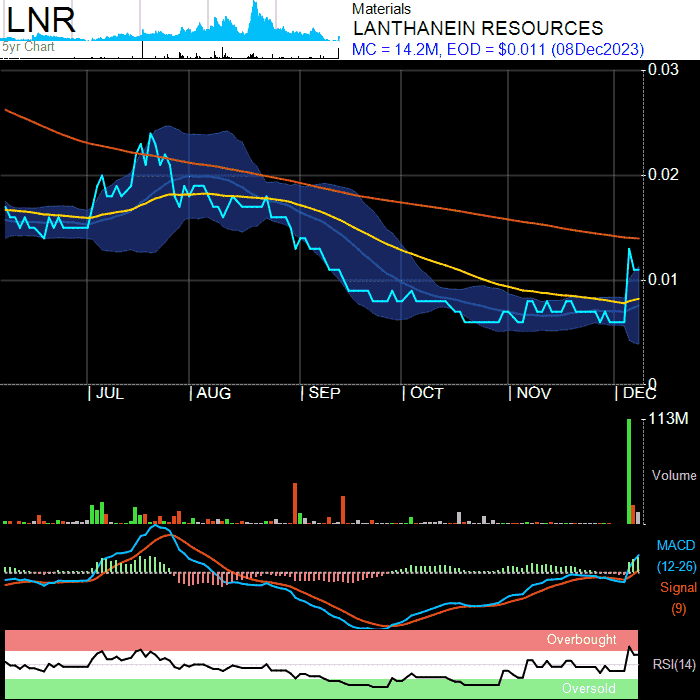 LNR
5yr Chart
Materials
LANTHANEIN RESOURCES
MC = 14.2M, EOD = $0.011 (08Dec2023)
0.03
0.02
0.01
0
JUL AUG SEP OCT NOV DEC
113M
Volume
MACD
(12-26)
Signal
(9)
Overbought
RSI(14)
Oversold